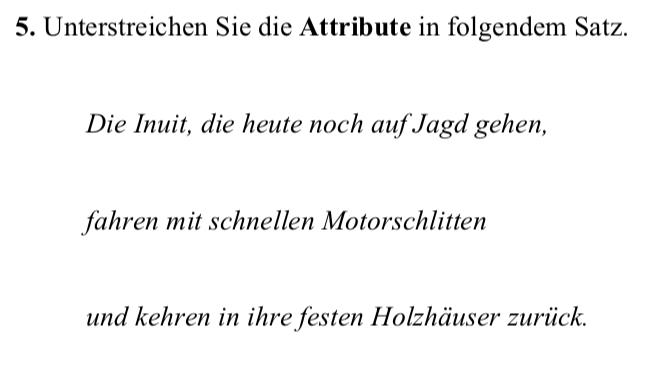 5. Unterstreichen Sie die Attribute in folgendem Satz.
Die Inuit, die heute noch auf Jagd gehen,
fahren mit schnellen Motorschlitten
und kehren in ihre festen Holzhäuser zurück.